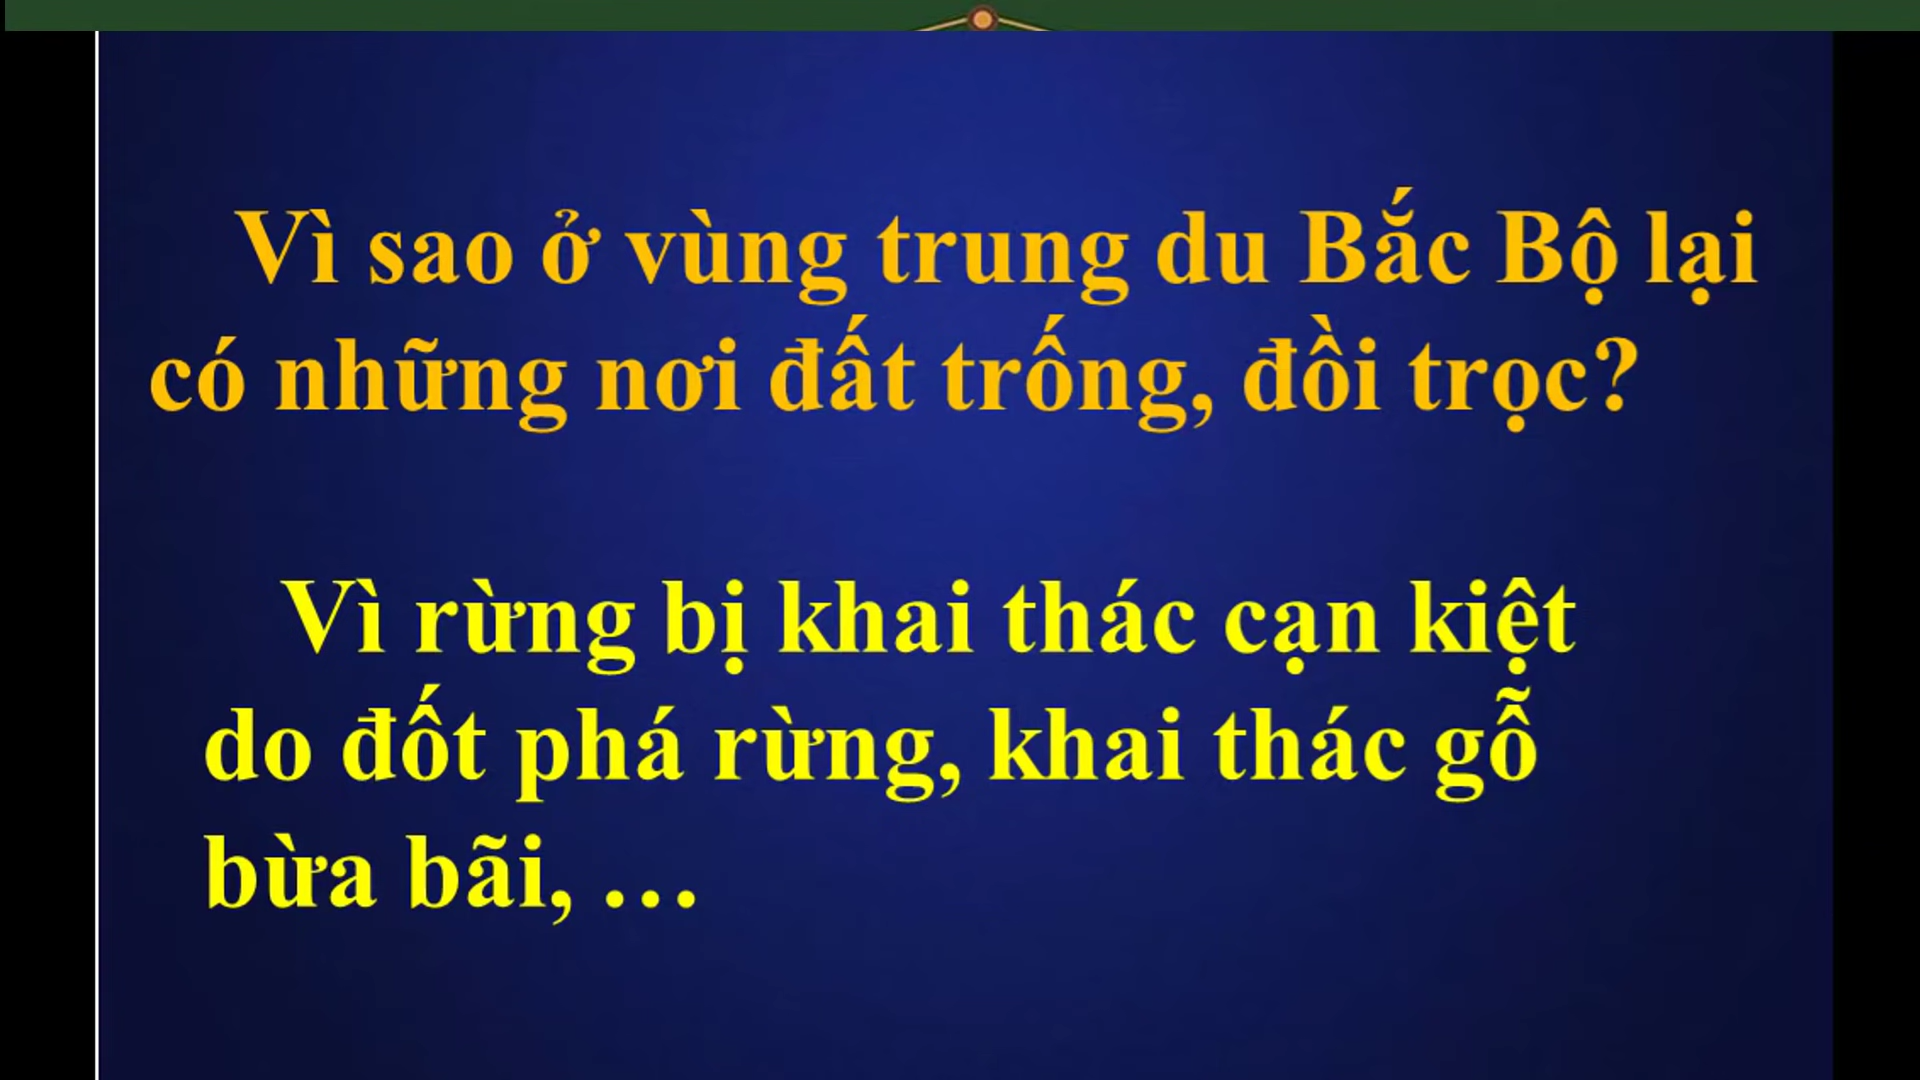 Vì sao ở vùng trung du Bắc Bộ lại
có những nơi đất trống, đồi trọc?
Vì rừng bị khai thác cạn kiệt
do đốt phá rừng, khai thác gỗ
bừa bãi, ...